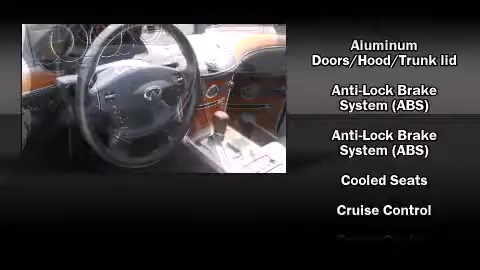 Aluminum
Doors/Hood/Trunk lid
Anti-Lock Brake
System (ABS)
Anti-Lock Brake
System (ABS)
Cooled Seats
Cruise Control